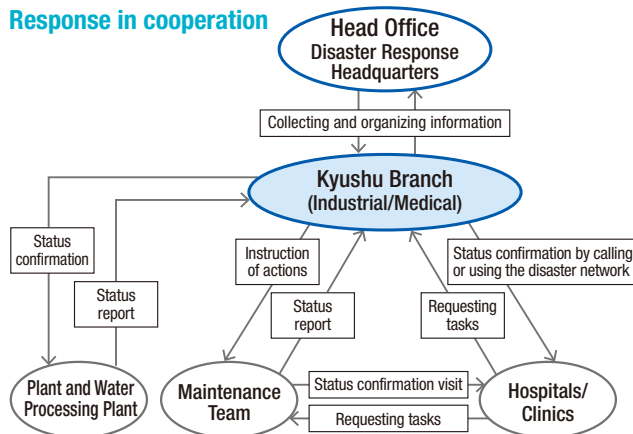 Response in cooperation
Head Office
Disaster Response
Headquarters
Collecting and organizing information
Kyushu Branch
(Industrial/Medical)
Status
confirmation
Instruction
of actions
Status confirmation by calling
or using the disaster network
Status
report
Status
report
Requesting
tasks
Plant and Water
Processing Plant
Maintenance
Team
Status confirmation visit
Requesting tasks
Hospitals/
Clinics